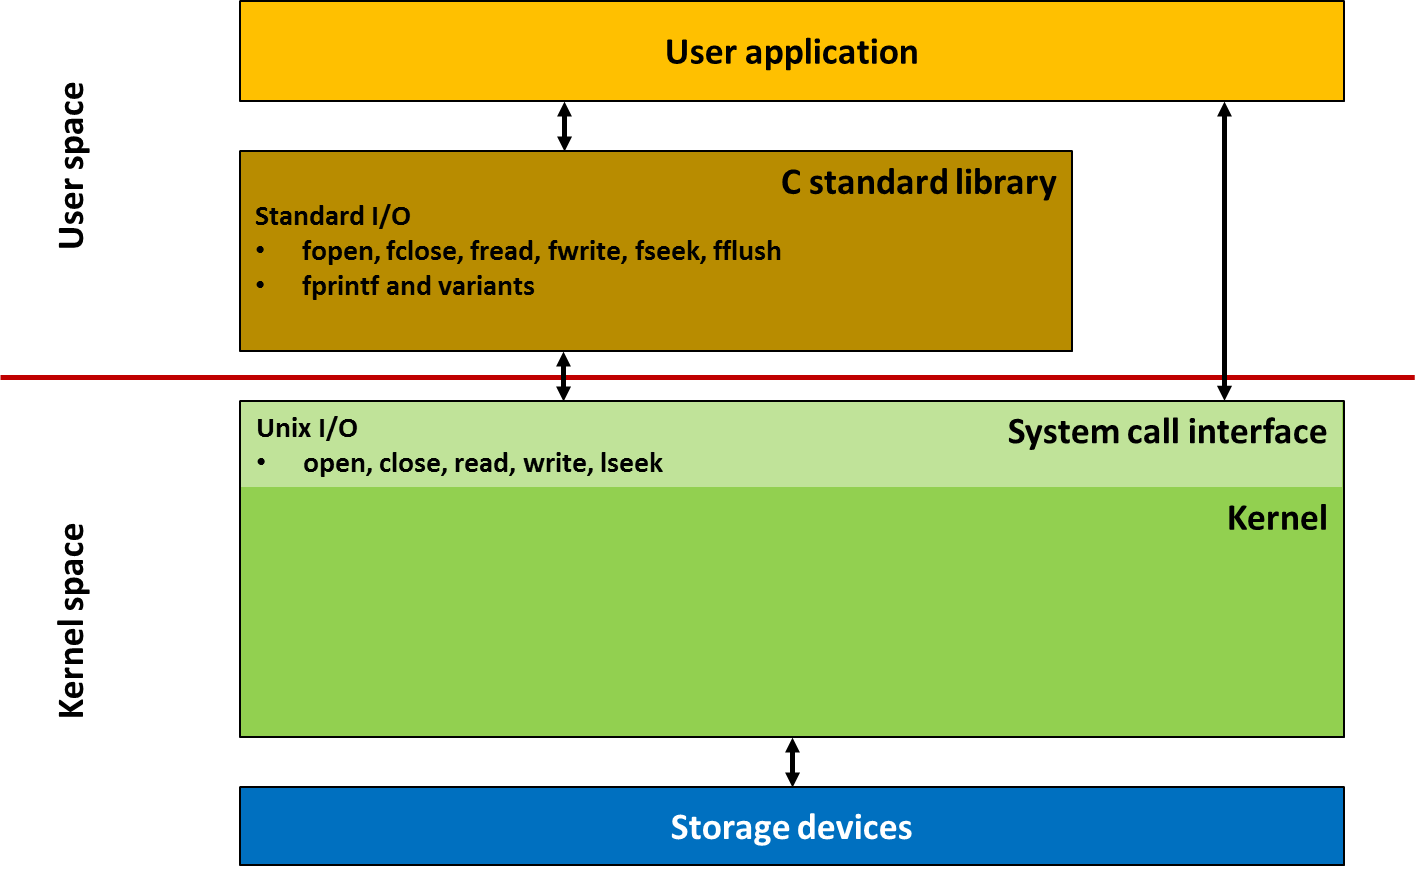 User application
User space
C standard library
Standard I/O
• fopen, fclose, fread, fwrite, fseek, fflush
• fprintf and variants
Unix I/O
System call interface
• open, close, read, write, lseek
Kernel
Kernel space
Storage devices